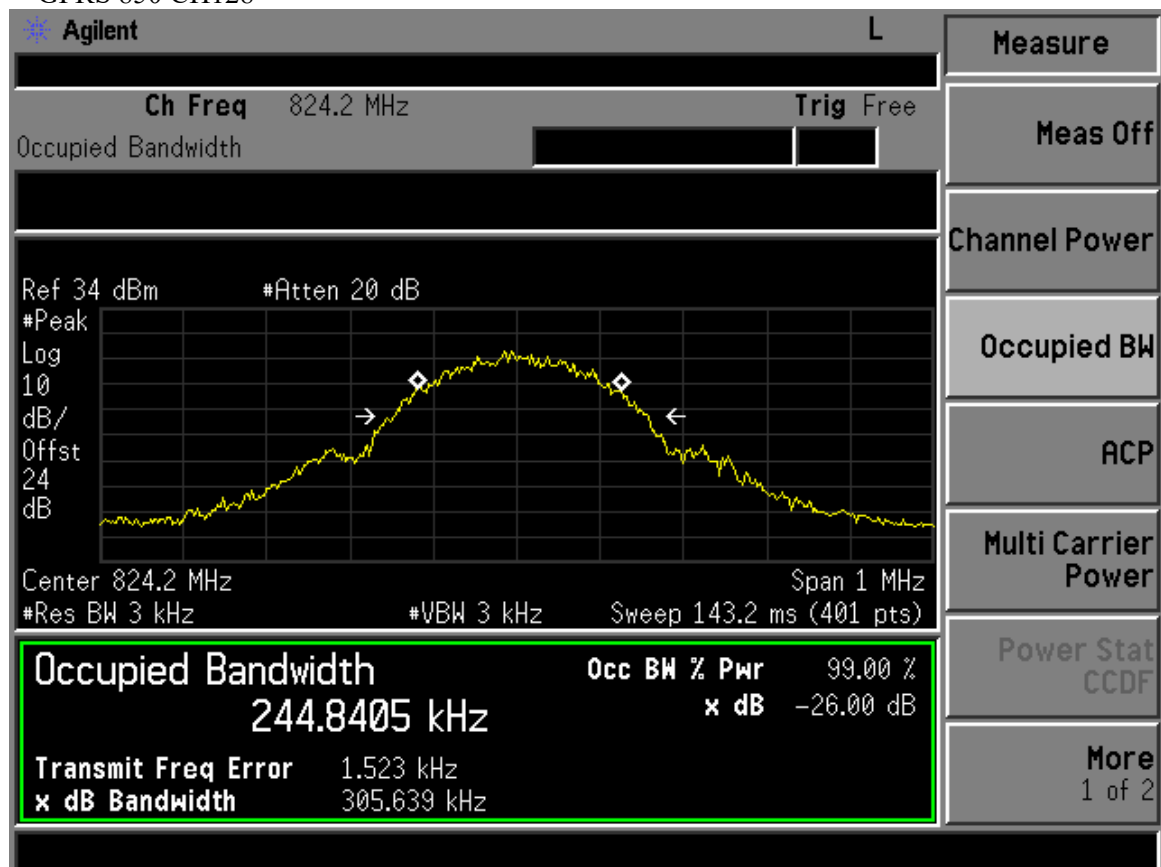 GPRS 850 CH128
Agilent L
Measure
Ch Freq 824.2 MHz Trig Free
Occupied Bandwidth
Meas Off
Channel Power
Occupied BW
ACP
Multi Carrier
Power
Power Stat
CCDF
More
1 of 2
Ref 34 dBm #Atten 20 dB
#Peak
Log
10
dB/
Offst
24
dB
Center 824.2 MHz Span 1 MHz
#Res BW 3 kHz #VBW 3 kHz Sweep 143.2 ms (401 pts)
Occupied Bandwidth Occ BW % Pwr 99.00 %
244.8405 kHz x dB -26.00 dB
Transmit Freq Error 1.523 kHz
x dB Bandwidth 305.639 kHz